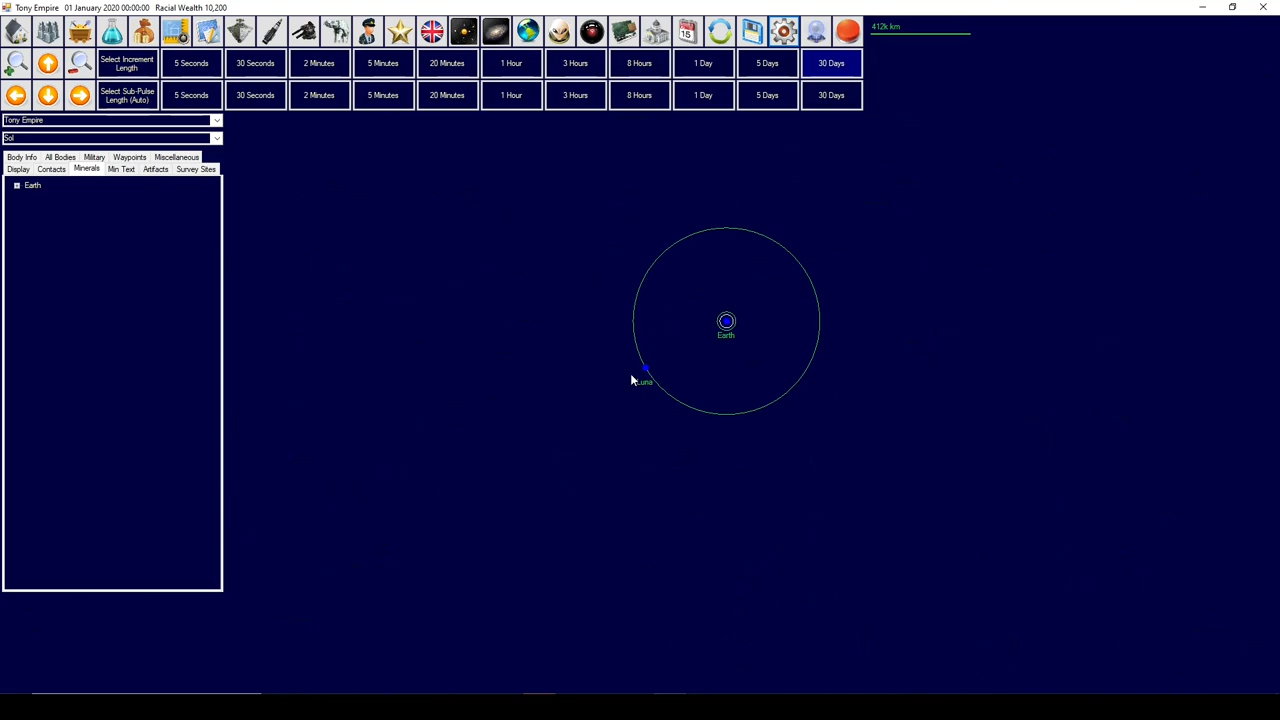 Tony Empire 01 January 2020 00:00:00 Racial Wealth 10,200
15
412k km
Select Increment Length 5 Seconds 30 Seconds 2 Minutes 5 Minutes 20 Minutes 1 Hour 3 Hours 8 Hours 1 Day 5 Days 30 Days
Select Sub-Pulse Length (Auto) 5 Seconds 30 Seconds 2 Minutes 5 Minutes 20 Minutes 1 Hour 3 Hours 8 Hours 1 Day 5 Days 30 Days
Tony Empire
Sol
Body Info All Bodies Military Waypoints Miscellaneous
Display Contacts Minerals Min Text Artifacts Survey Sites
Earth
Earth
Luna